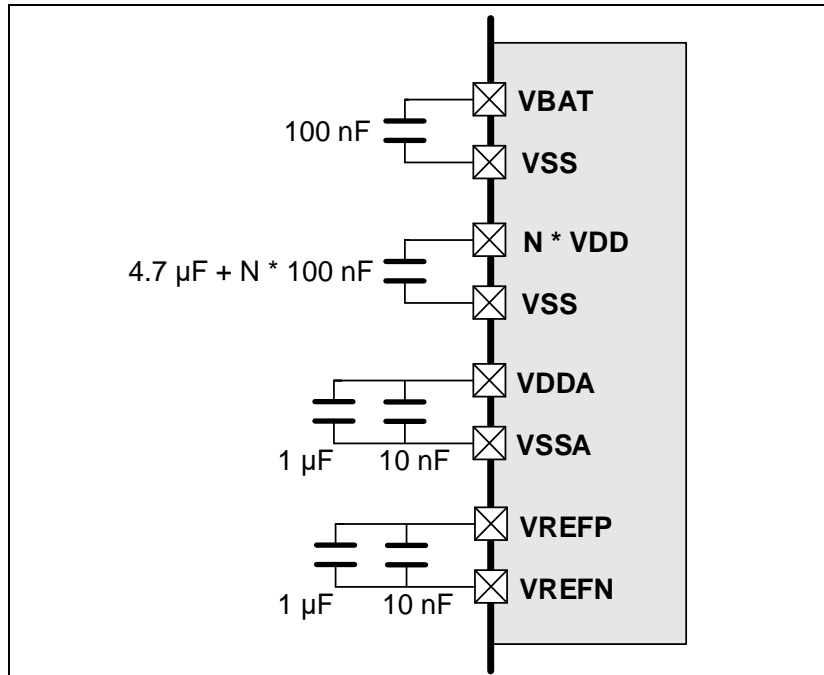 VBAT
100 nF
VSS
N * VDD
4.7 µF + N * 100 nF
VSS
VDDA
VSSA
1 µF 10 nF
VREFP
VREFN
1 µF 10 nF